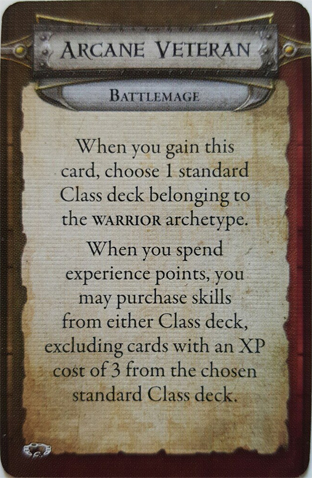 ARCANE VETERAN
BATTLEMAGE
When you gain this
card, choose 1 standard
Class deck belonging to
the WARRIOR archetype.
When you spend
experience points, you
may purchase skills
from either Class deck,
excluding cards with an XP
cost of 3 from the chosen
standard Class deck.